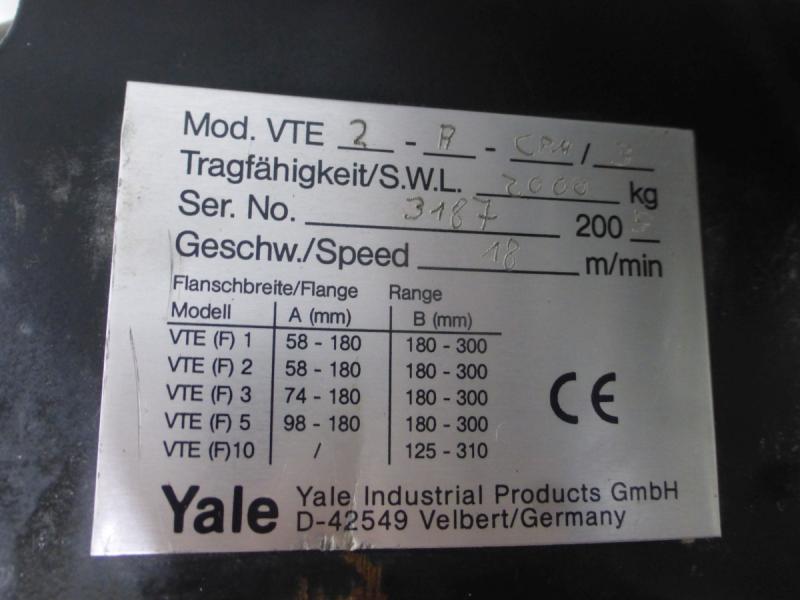 Mod. VTE 2 - A - CPM /
Tragfähigkeit/S.W.L. 2000 kg
Ser. No. 3187 200
Geschw./Speed 18 m/min
Flanschbreite/Flange Range
Modell A (mm) B (mm)
VTE (F) 1 58 - 180 180 - 300
VTE (F) 2 58 - 180 180 - 300
VTE (F) 3 74 - 180 180 - 300
VTE (F) 5 98 - 180 180 - 300
VTE (F)10 / 125 - 310
CE
Yale Yale Industrial Products GmbH
D-42549 Velbert/Germany